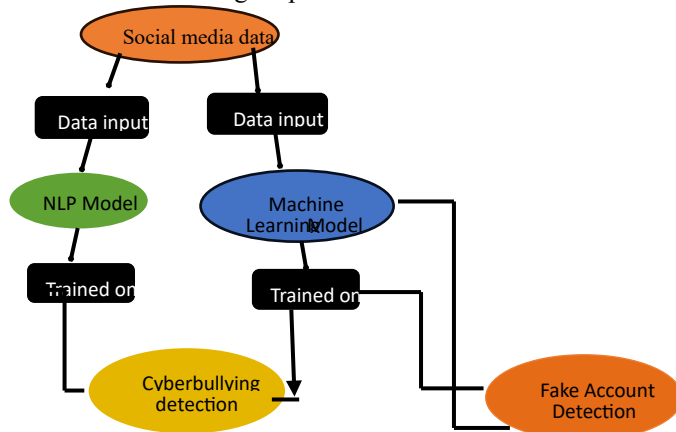 Social media data
Data input
Data input
NLP Model
Machine
Learning Model
Trained on
Trained on
Cyberbullying
detection
Fake Account
Detection